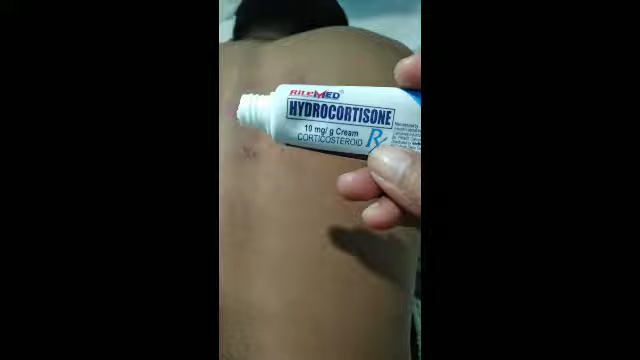 RiteMED®
HYDROCORTISONE
10 mg/g Cream
CORTICOSTEROID
Rx